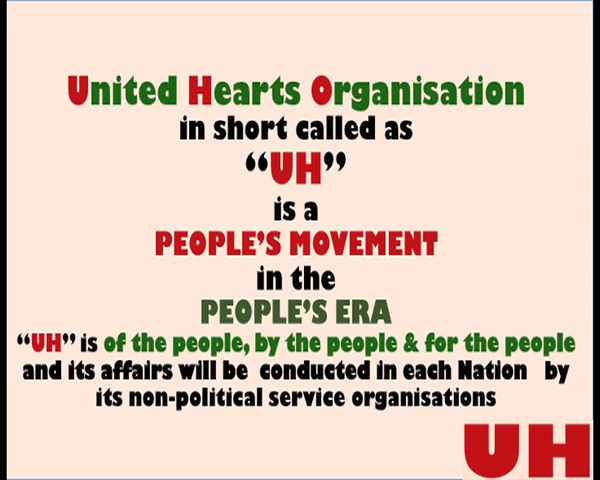 United Hearts Organisation
in short called as
“UH”
is a
PEOPLE’S MOVEMENT
in the
PEOPLE’S ERA
“UH” is of the people, by the people & for the people
and its affairs will be conducted in each Nation by
its non-political service organisations
UH